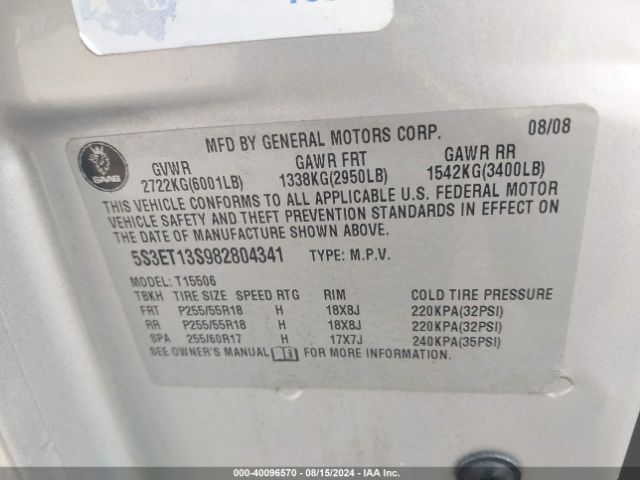 MFD BY GENERAL MOTORS CORP. 08/08
SAAB
GVWR GAWR FRT GAWR RR
2722KG(6001LB) 1338KG(2950LB) 1542KG(3400LB)
THIS VEHICLE CONFORMS TO ALL APPLICABLE U.S. FEDERAL MOTOR
VEHICLE SAFETY AND THEFT PREVENTION STANDARDS IN EFFECT ON
THE DATE OF MANUFACTURE SHOWN ABOVE.
5S3ET13S982804341 TYPE: M.P.V.
MODEL: T15506
TBKH TIRE SIZE SPEED RTG RIM COLD TIRE PRESSURE
FRT P255/55R18 H 18X8J 220KPA(32PSI)
RR P255/55R18 H 18X8J 220KPA(32PSI)
SPA 255/60R17 H 17X7J 240KPA(35PSI)
SEE OWNER'S MANUAL FOR MORE INFORMATION.
000-40096570 - 08/15/2024 - IAA Inc.